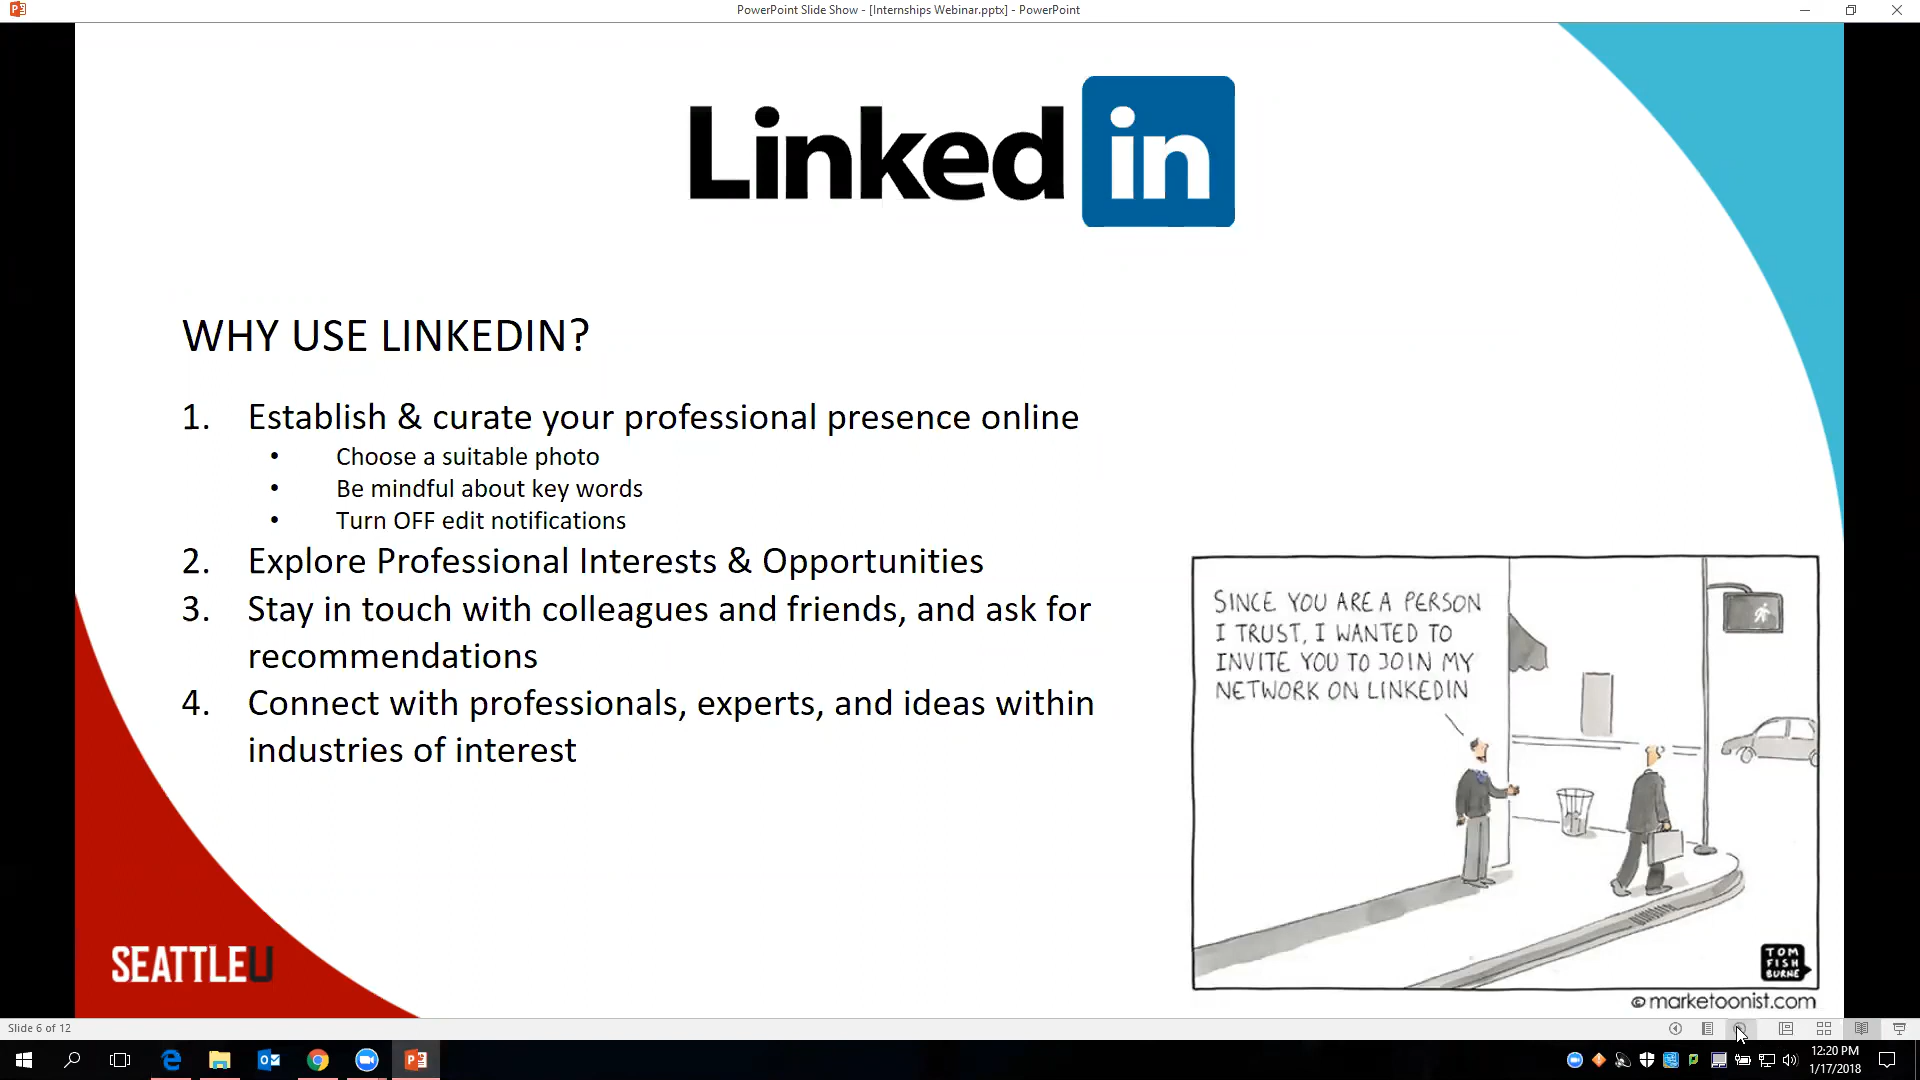 PowerPoint Slide Show - [Internships Webinar.pptx] - PowerPoint
Linked in
WHY USE LINKEDIN?
1. Establish & curate your professional presence online
• Choose a suitable photo
• Be mindful about key words
• Turn OFF edit notifications
2. Explore Professional Interests & Opportunities
3. Stay in touch with colleagues and friends, and ask for
recommendations
4. Connect with professionals, experts, and ideas within
industries of interest
SINCE YOU ARE A PERSON
I TRUST, I WANTED TO
INVITE YOU TO JOIN MY
NETWORK ON LINKEDIN
TOM
FISH
BURNE
© marketoonist.com
SEATTLEU
Slide 6 of 12
12:20 PM
1/17/2018